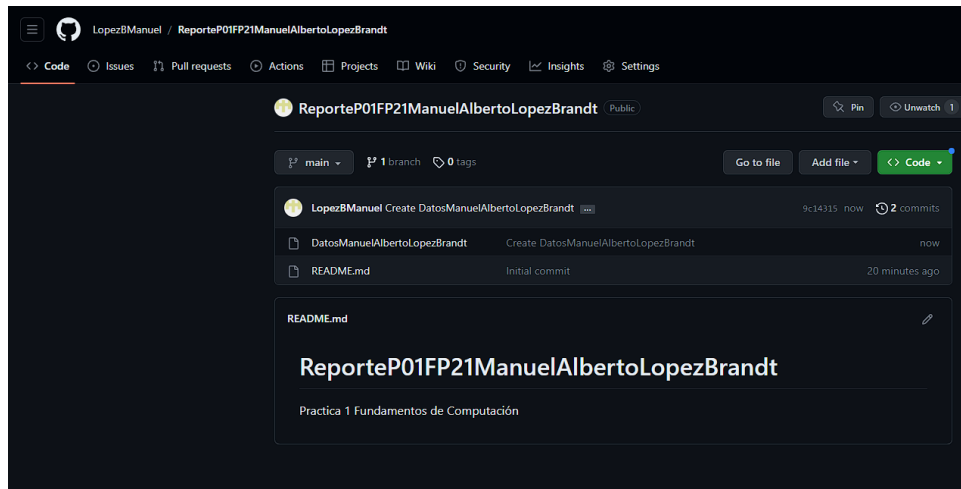 LopezBManuel / ReporteP01FP21ManuelAlbertoLopezBrandt
<> Code Issues Pull requests Actions Projects Wiki Security Insights Settings
ReporteP01FP21ManuelAlbertoLopezBrandt Public Pin Unwatch 1
main 1 branch 0 tags Go to file Add file <> Code
LopezBManuel Create DatosManuelAlbertoLopezBrandt ... 9c14315 now 2 commits
DatosManuelAlbertoLopezBrandt Create DatosManuelAlbertoLopezBrandt now
README.md Initial commit 20 minutes ago
README.md
ReporteP01FP21ManuelAlbertoLopezBrandt
Practica 1 Fundamentos de Computación